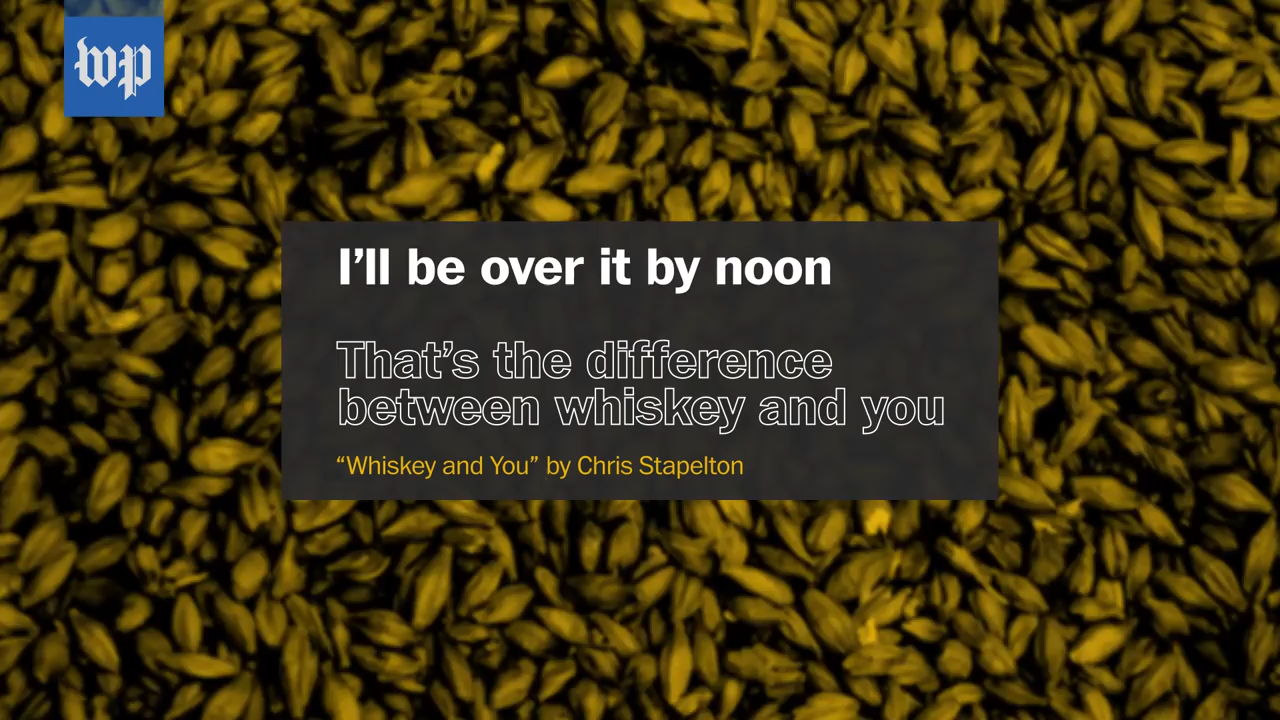 wp
I’ll be over it by noon
That’s the difference
between whiskey and you
“Whiskey and You” by Chris Stapelton